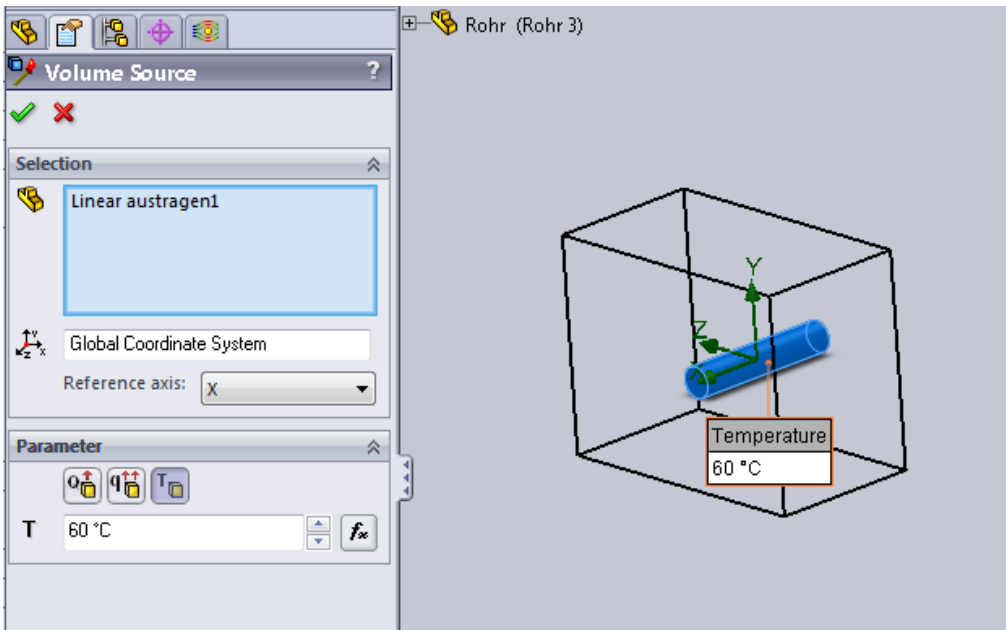 Rohr (Rohr 3)
Volume Source
?
Selection
Linear austragen1
Global Coordinate System
Reference axis: X
Parameter
T 60 °C
Y
Z
X
Temperature
60 °C